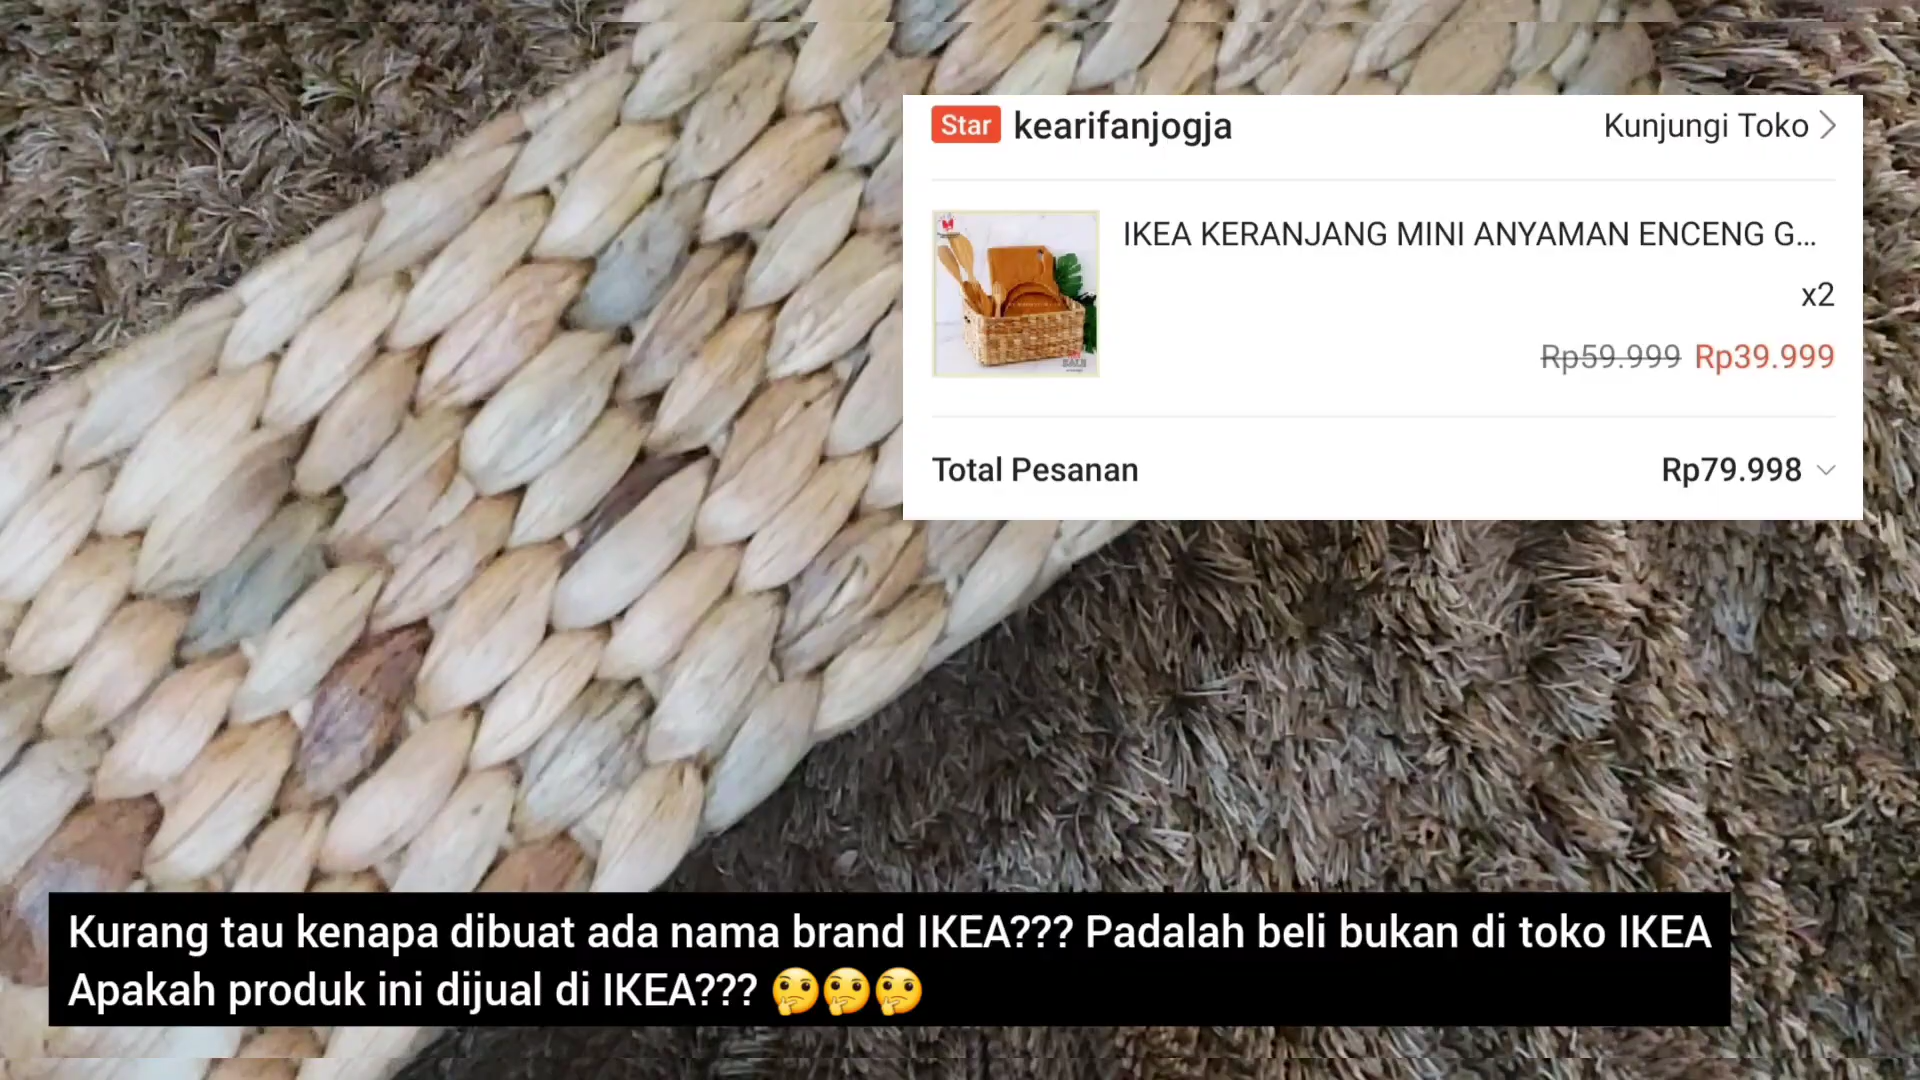 Star kearifanjogja
Kunjungi Toko
IKEA KERANJANG MINI ANYAMAN ENCENG G...
x2
Rp59.999 Rp39.999
Total Pesanan
Rp79.998
Kurang tau kenapa dibuat ada nama brand IKEA??? Padalah beli bukan di toko IKEA
Apakah produk ini dijual di IKEA??? 🤔🤔🤔